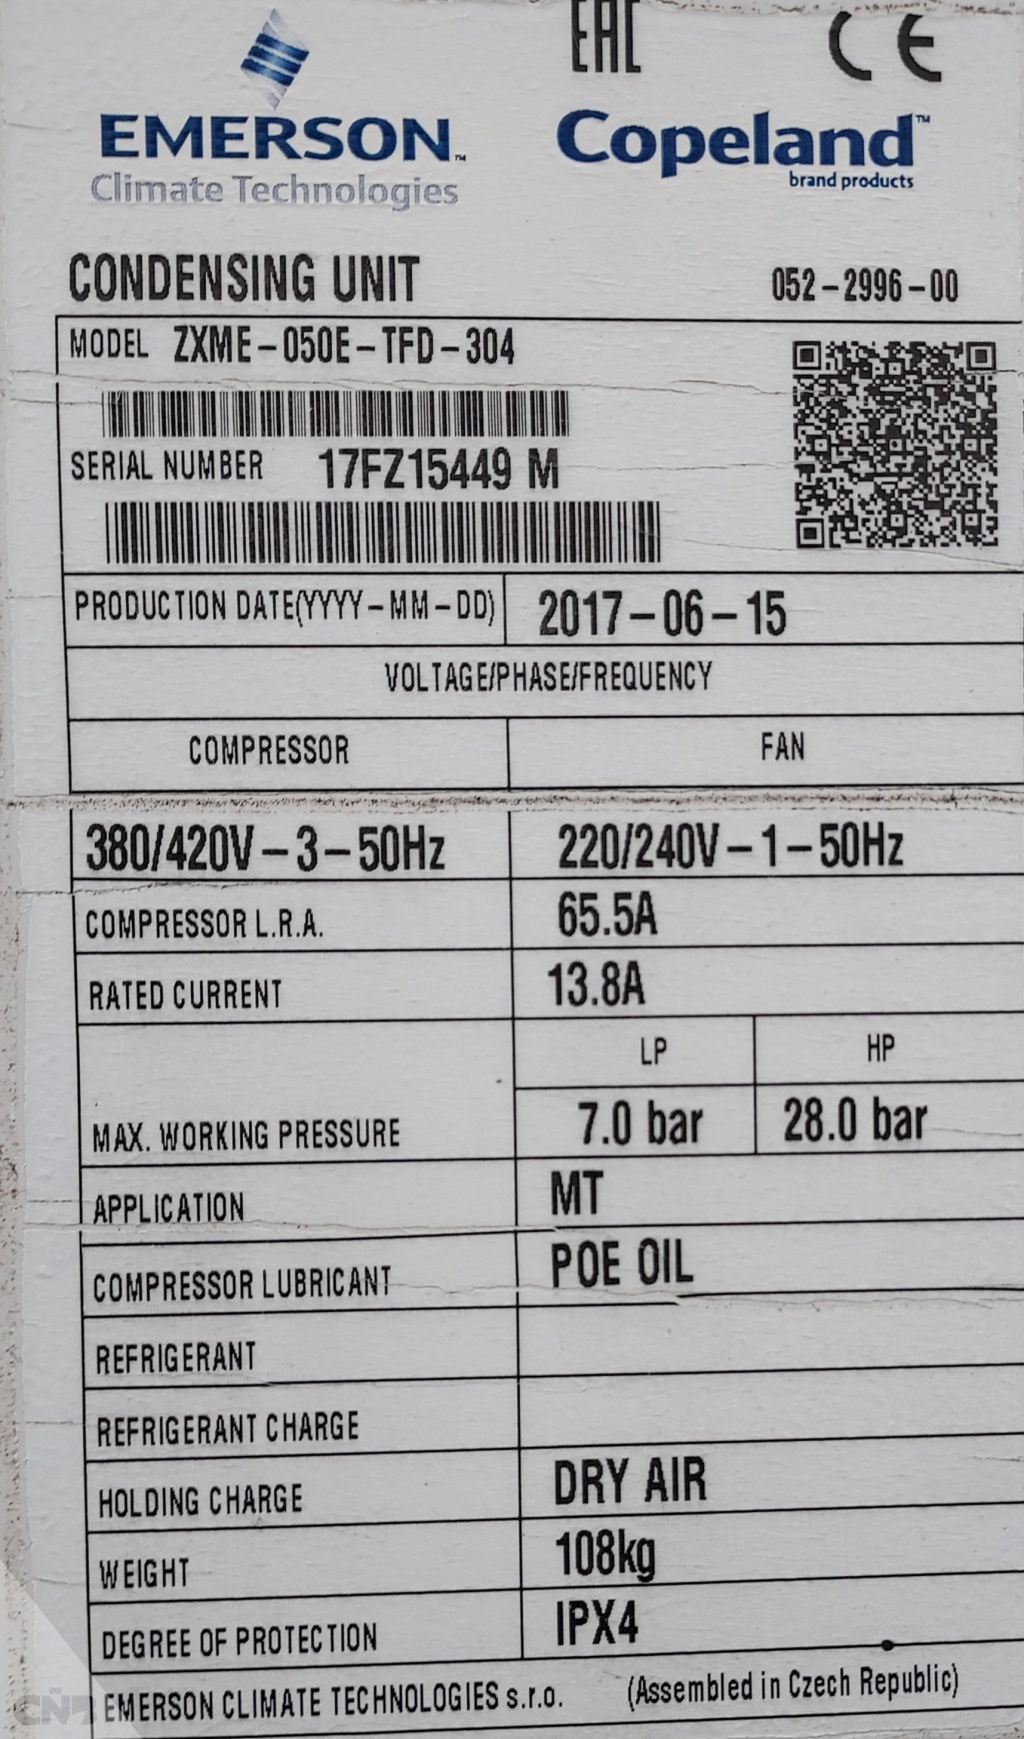 EAC CE
EMERSON™
Climate Technologies
Copeland™
brand products
CONDENSING UNIT
052-2996-00
MODEL ZXME-050E-TFD-304
SERIAL NUMBER 17FZ15449 M
PRODUCTION DATE(YYYY-MM-DD) 2017-06-15
VOLTAGE/PHASE/FREQUENCY
COMPRESSOR FAN
380/420V-3-50Hz 220/240V-1-50Hz
COMPRESSOR L.R.A. 65.5A
RATED CURRENT 13.8A
LP HP
MAX. WORKING PRESSURE 7.0 bar 28.0 bar
APPLICATION MT
COMPRESSOR LUBRICANT POE OIL
REFRIGERANT
REFRIGERANT CHARGE
HOLDING CHARGE DRY AIR
WEIGHT 108kg
DEGREE OF PROTECTION IPX4
EMERSON CLIMATE TECHNOLOGIES s.r.o. (Assembled in Czech Republic)